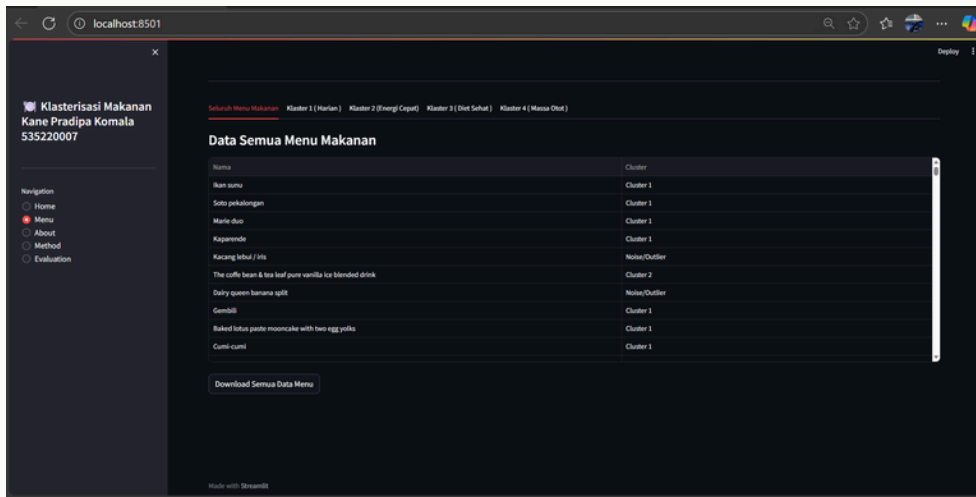 localhost:8501
Deploy
Klasterisasi Makanan
Kane Pradipa Komala
535220007
Navigation
Home
Menu
About
Method
Evaluation
Seluruh Menu Makanan Klaster 1 ( Harian ) Klaster 2 (Energi Cepat) Klaster 3 ( Diet Sehat ) Klaster 4 ( Massa Otot )
Data Semua Menu Makanan
Nama Cluster
Ikan sunu Cluster 1
Soto pekalongan Cluster 1
Marie duo Cluster 1
Kaparende Cluster 1
Kacang lebui / iris Noise/Outlier
The coffe bean & tea leaf pure vanilla ice blended drink Cluster 2
Dairy queen banana split Noise/Outlier
Gembili Cluster 1
Baked lotus paste mooncake with two egg yolks Cluster 1
Cumi-cumi Cluster 1
Download Semua Data Menu
Made with Streamlit